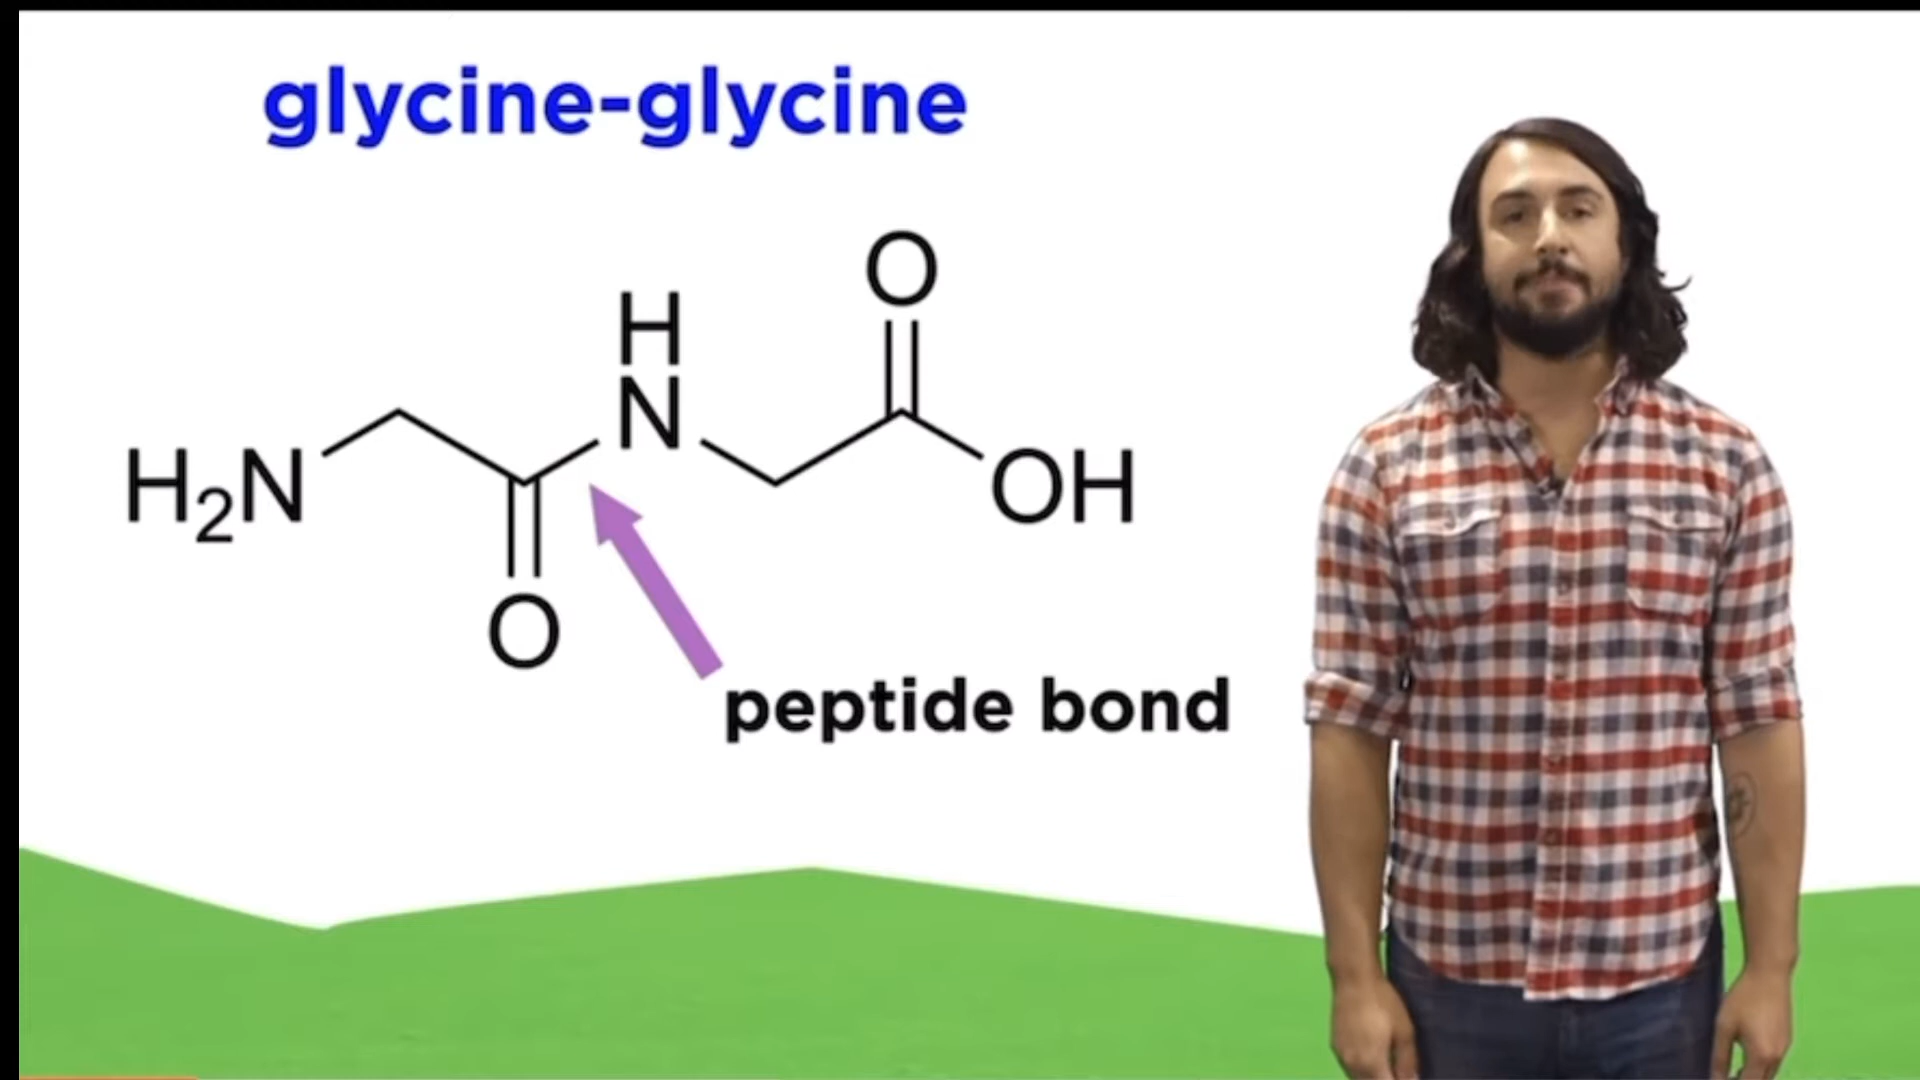 glycine-glycine
O
H
N
H₂N
OH
O
peptide bond